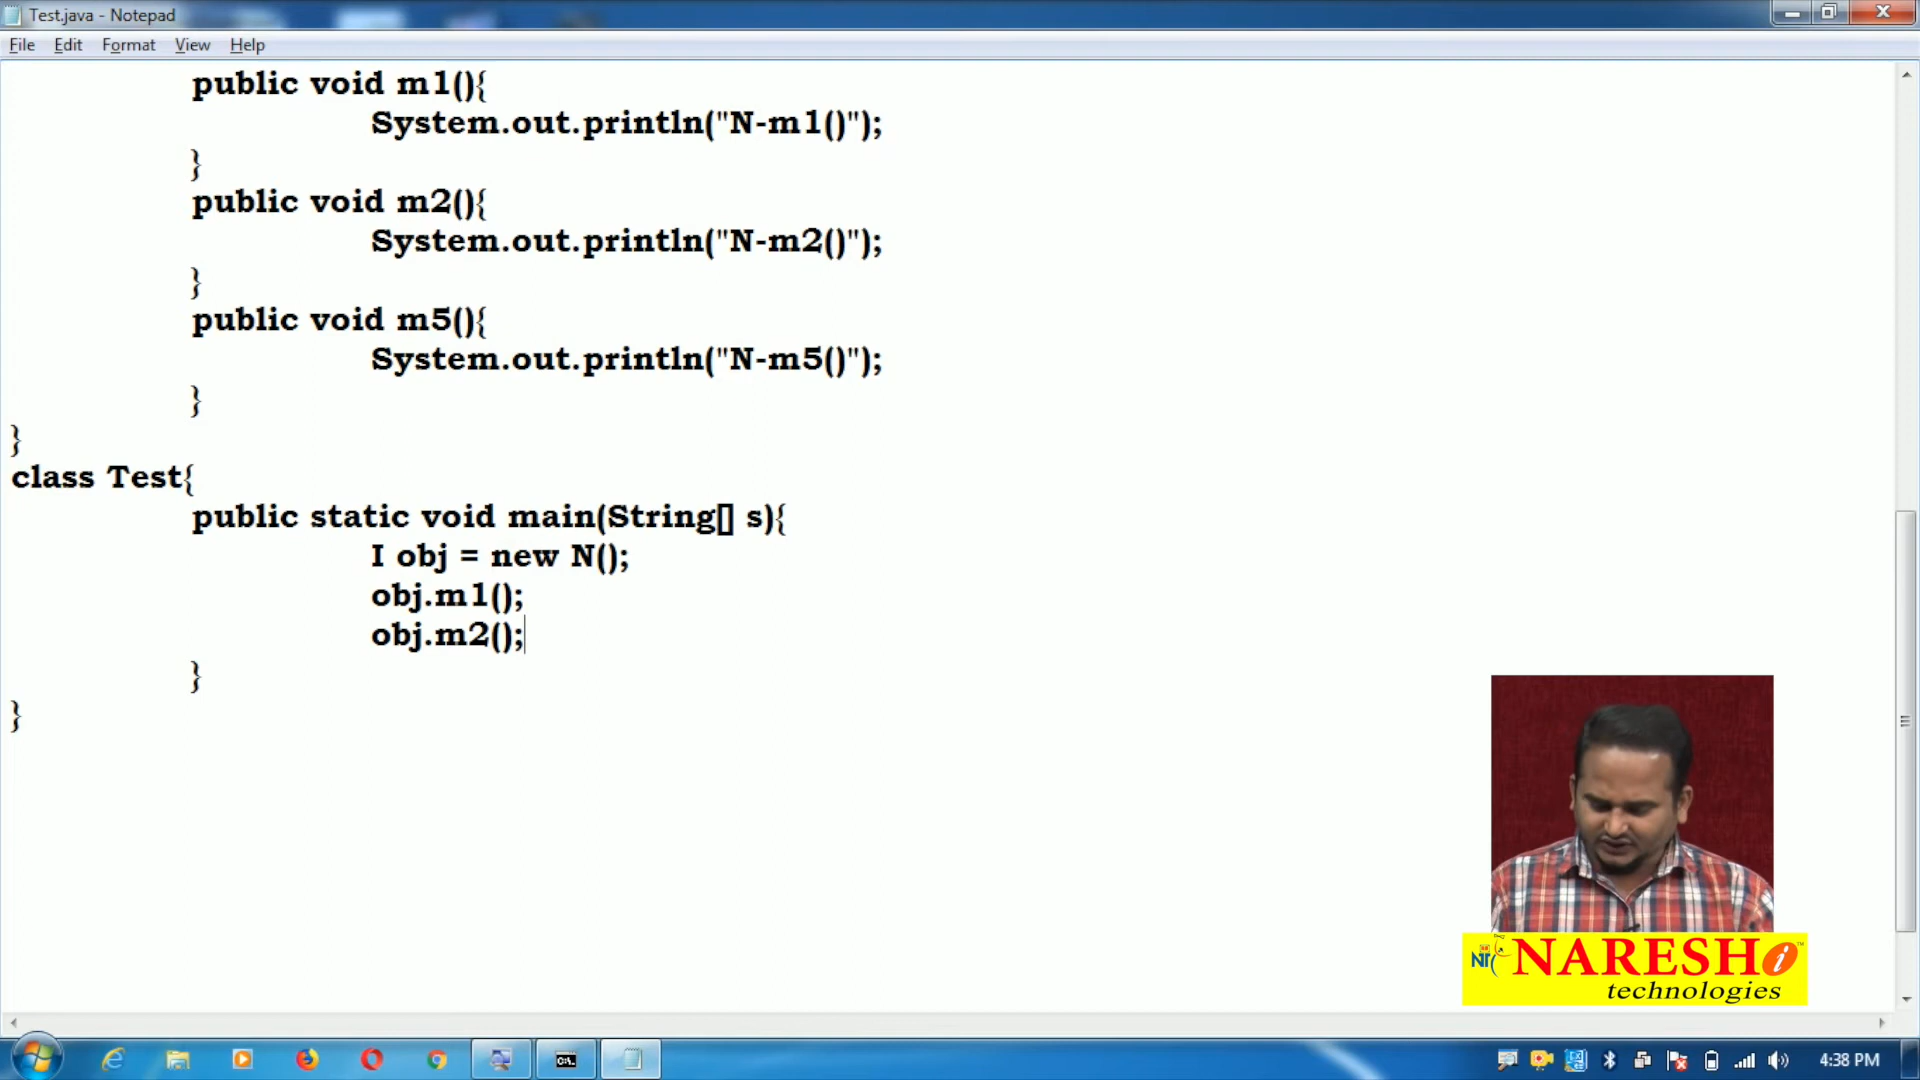 Test.java - Notepad
File Edit Format View Help
public void m1(){
System.out.println("N-m1()");
}
public void m2(){
System.out.println("N-m2()");
}
public void m5(){
System.out.println("N-m5()");
}
}
class Test{
public static void main(String[] s){
I obj = new N();
obj.m1();
obj.m2();
}
}
NARESH i
technologies
4:38 PM